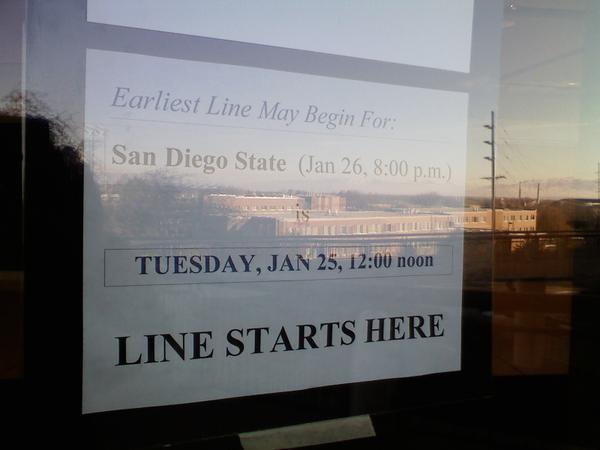 Earliest Line May Begin For:
San Diego State (Jan 26, 8:00 p.m.)
is
TUESDAY, JAN 25, 12:00 noon
LINE STARTS HERE